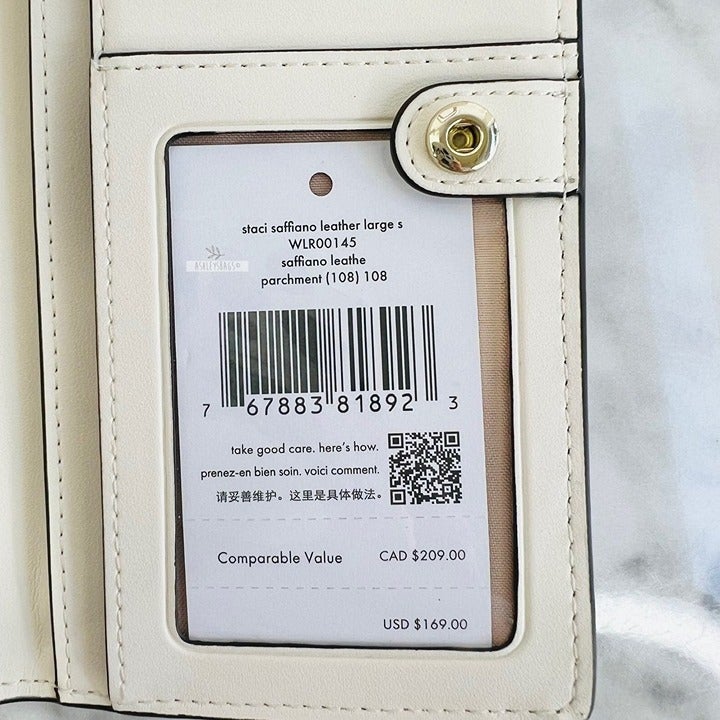 staci saffiano leather large s
WLR00145
saffiano leathe
parchment (108) 108
ASHLEYSBAGS
7 67883 81892 3
take good care. here's how.
prenez-en bien soin. voici comment.
请妥善维护。这里是具体做法。
Comparable Value CAD $209.00
USD $169.00